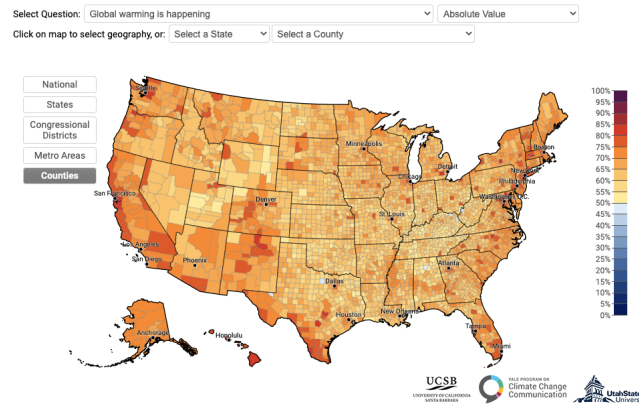 Select Question: Global warming is happening Absolute Value
Click on map to select geography, or: Select a State Select a County
National
States
Congressional
Districts
Metro Areas
Counties
Seattle
Minneapolis
Boston
Detroit
Chicago
New York
Philadelphia
Washington D.C.
San Francisco
Denver
St. Louis
Los Angeles
San Diego
Phoenix
Atlanta
Dallas
Houston
New Orleans
Tampa
Miami
Anchorage
Honolulu
100%
95%
90%
85%
80%
75%
70%
65%
60%
55%
50%
45%
40%
35%
30%
25%
20%
15%
10%
5%
0%
UCSB
UNIVERSITY OF CALIFORNIA
SANTA BARBARA
YALE PROGRAM ON
Climate Change
Communication
UtahState
Univers